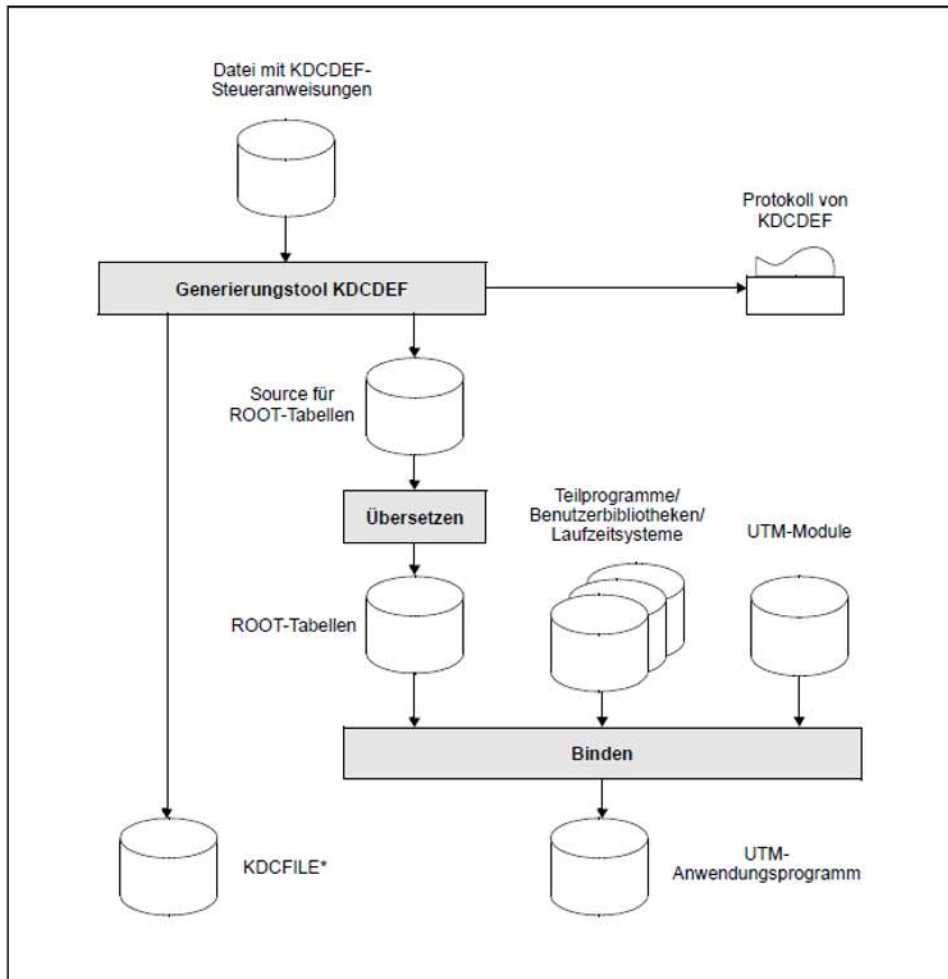 Datei mit KDCDEF-
Steueranweisungen
Protokoll von
KDCDEF
Generierungstool KDCDEF
Source für
ROOT-Tabellen
Übersetzen
Teilprogramme/
Benutzerbibliotheken/
Laufzeitsysteme
UTM-Module
ROOT-Tabellen
Binden
KDCFILE*
UTM-
Anwendungsprogramm